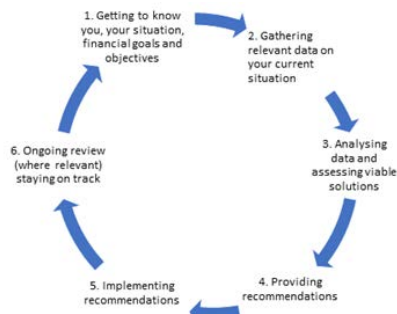 1. Getting to know
you, your situation,
financial goals and
objectives
2. Gathering
relevant data on
your current
situation
3. Analysing
data and
assessing viable
solutions
4. Providing
recommendations
5. Implementing
recommendations
6. Ongoing review
(where relevant)
staying on track